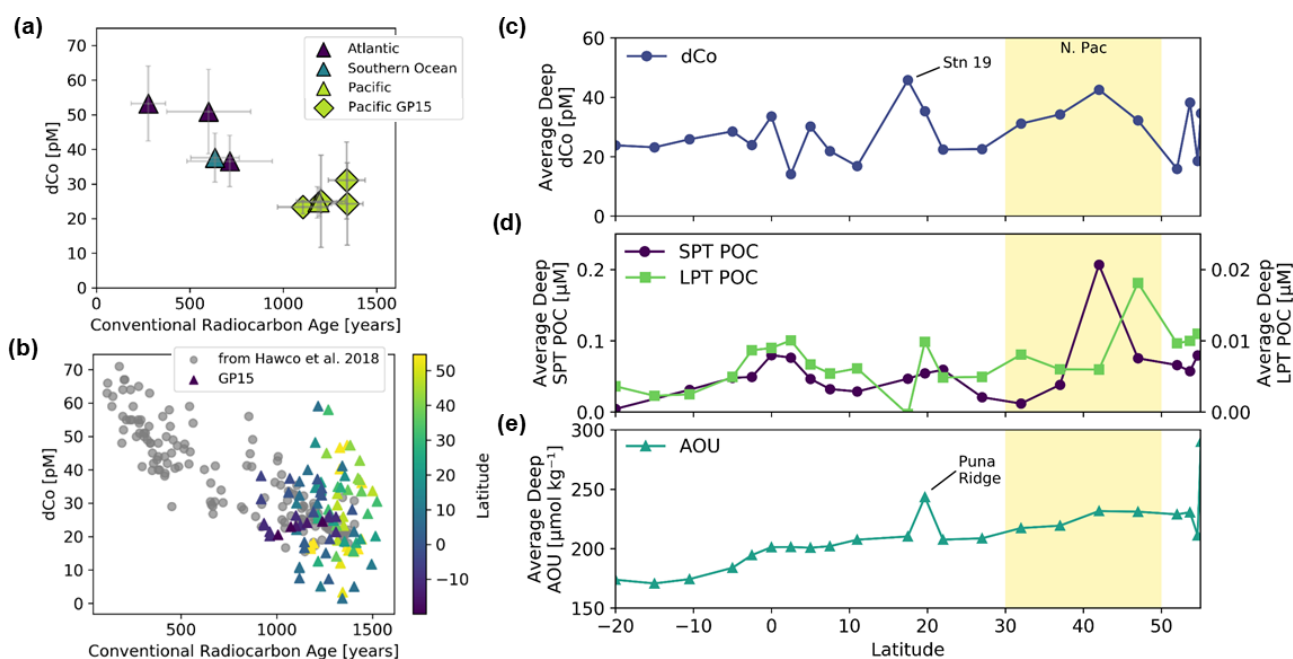 (a)
dCo [pM]
70
60
50
40
30
20
10
0
Atlantic
Southern Ocean
Pacific
Pacific GP15
0
500
1000
1500
Conventional Radiocarbon Age [years]
(b)
dCo [pM]
70
60
50
40
30
20
10
0
from Hawco et al. 2018
GP15
500
1000
1500
Conventional Radiocarbon Age [years]
50
40
30
20
10
0
−10
Latitude
(c)
Average Deep
dCo [pM]
60
40
20
0
dCo
Stn 19
N. Pac
(d)
Average Deep
SPT POC [µM]
0.2
0.1
0.0
SPT POC
LPT POC
0.02
0.01
0.00
Average Deep
LPT POC [µM]
(e)
Average Deep
AOU [µmol kg⁻¹]
300
250
200
150
AOU
Puna
Ridge
−20
−10
0
10
20
30
40
50
Latitude